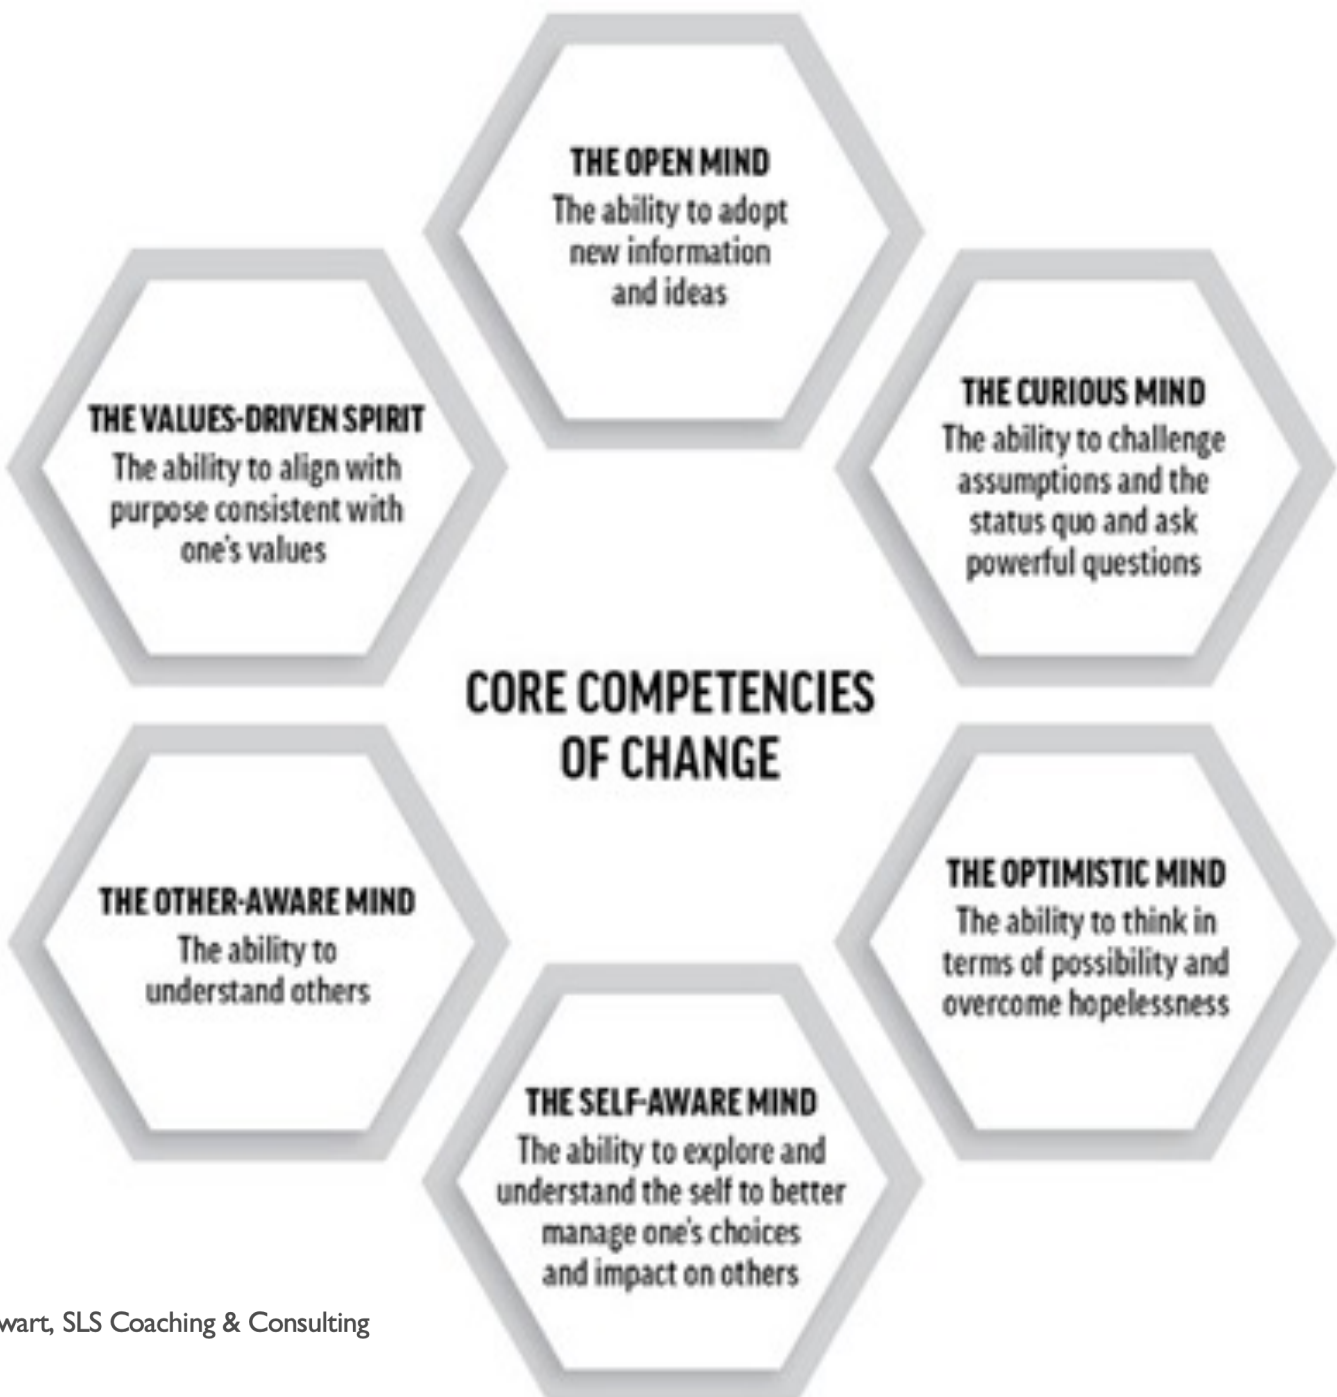 THE OPEN MIND
The ability to adopt
new information
and ideas
THE CURIOUS MIND
The ability to challenge
assumptions and the
status quo and ask
powerful questions
THE OPTIMISTIC MIND
The ability to think in
terms of possibility and
overcome hopelessness
THE SELF-AWARE MIND
The ability to explore and
understand the self to better
manage one's choices
and impact on others
THE OTHER-AWARE MIND
The ability to
understand others
THE VALUES-DRIVEN SPIRIT
The ability to align with
purpose consistent with
one's values
CORE COMPETENCIES
OF CHANGE
wart, SLS Coaching & Consulting